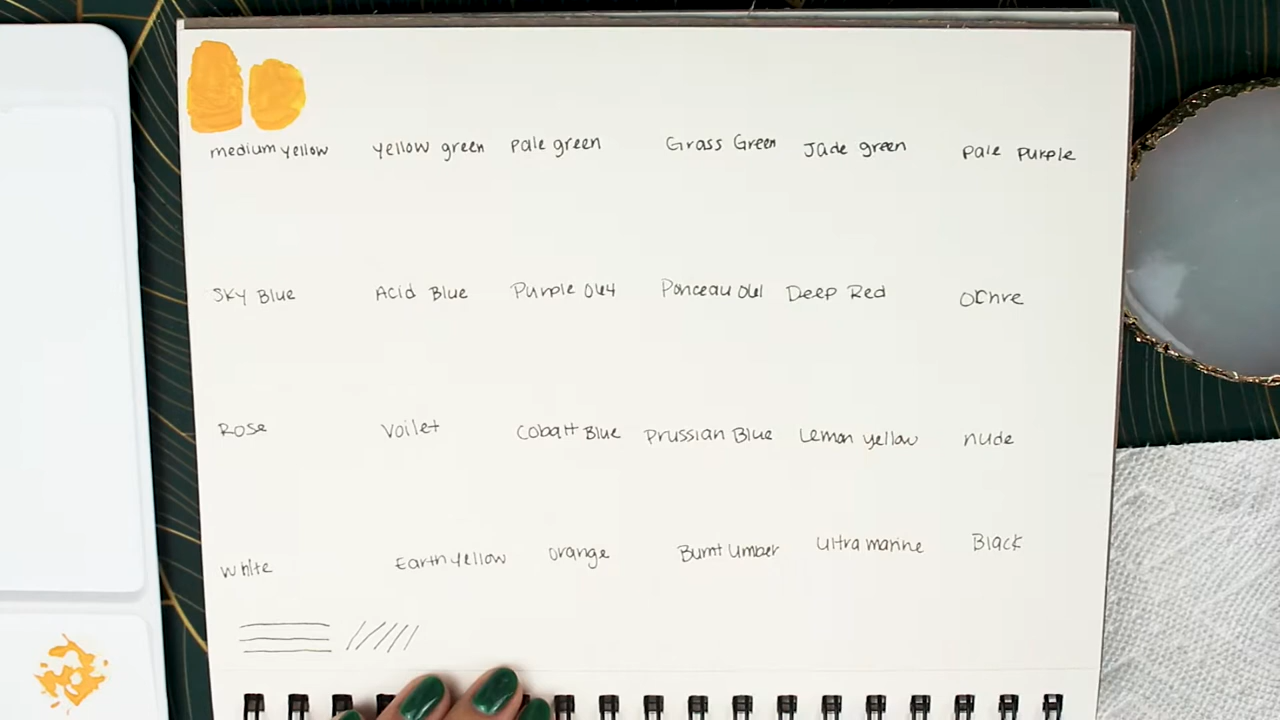 medium yellow yellow green pale green Grass Green Jade green pale purple
SKY Blue Acid Blue Purple 044 Ponceau 041 Deep Red Ochre
Rose Voilet Cobalt Blue Prussian Blue Lemon yellow nude
White Earth yellow orange Burnt Umber Ultra marine Black